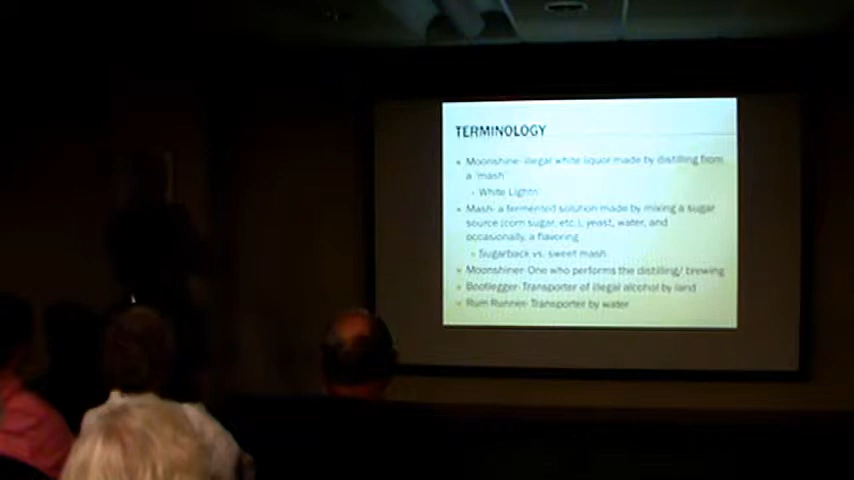 TERMINOLOGY
Moonshine- illegal white liquor made by distilling from
a "mash"
White Lightn'
Mash- a fermented solution made by mixing a sugar
source (corn sugar, etc.), yeast, water, and
occasionally, a flavoring
Sugarback vs. sweet mash
Moonshiner- One who performs the distilling/ brewing
Bootlegger- Transporter of illegal alcohol by land
Rum Runner- Transporter by water